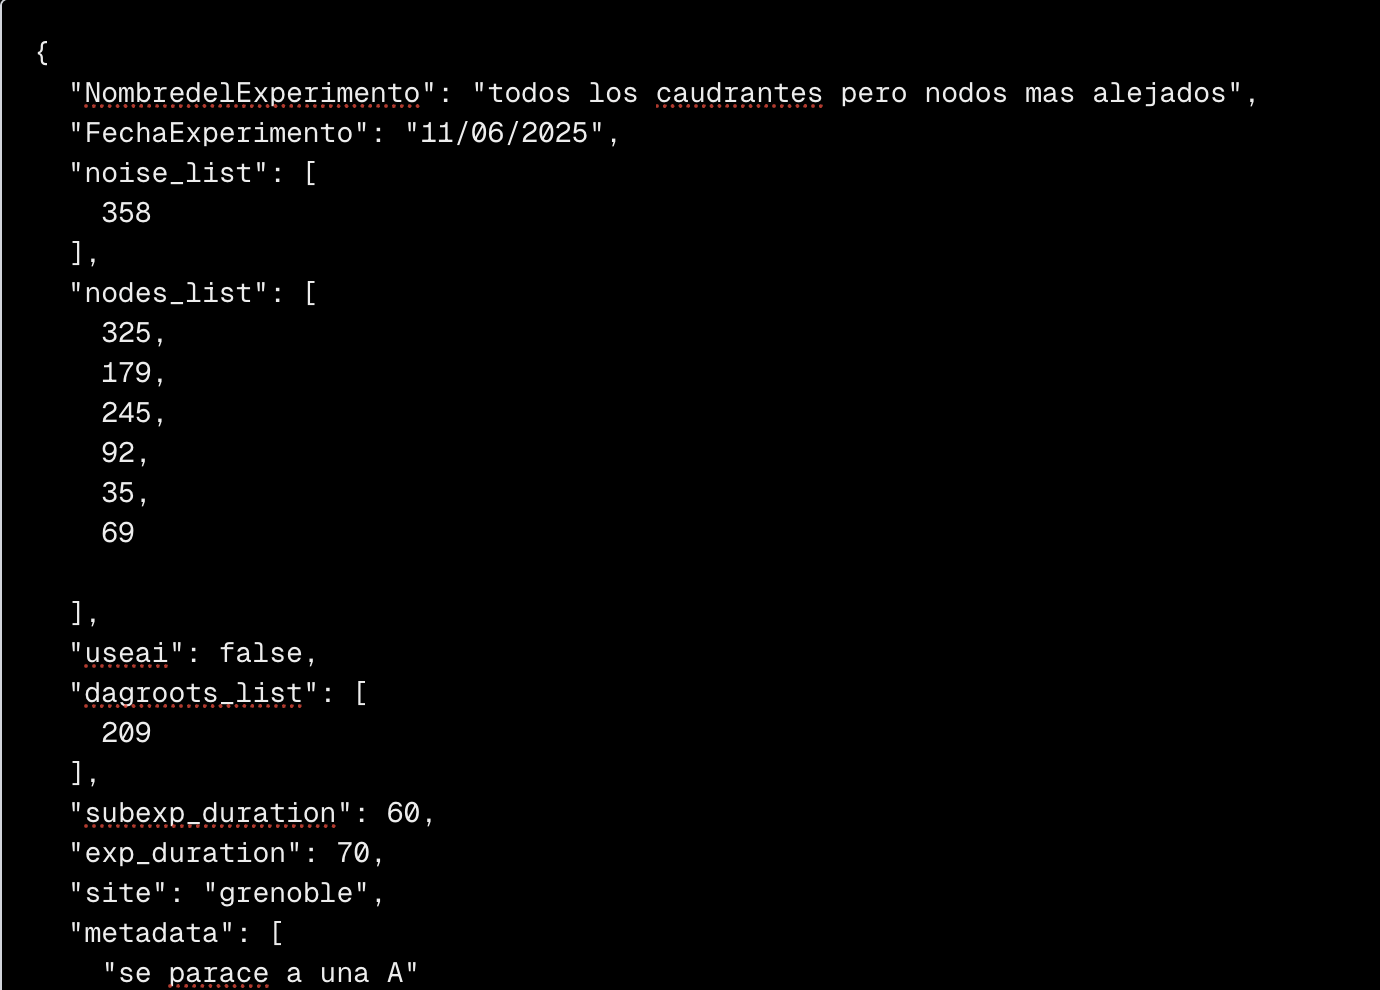 {
"NombredelExperimento": "todos los caudrantes pero nodos mas alejados",
"FechaExperimento": "11/06/2025",
"noise_list": [
358
],
"nodes_list": [
325,
179,
245,
92,
35,
69
],
"useai": false,
"dagroots_list": [
209
],
"subexp_duration": 60,
"exp_duration": 70,
"site": "grenoble",
"metadata": [
"se parace a una A"